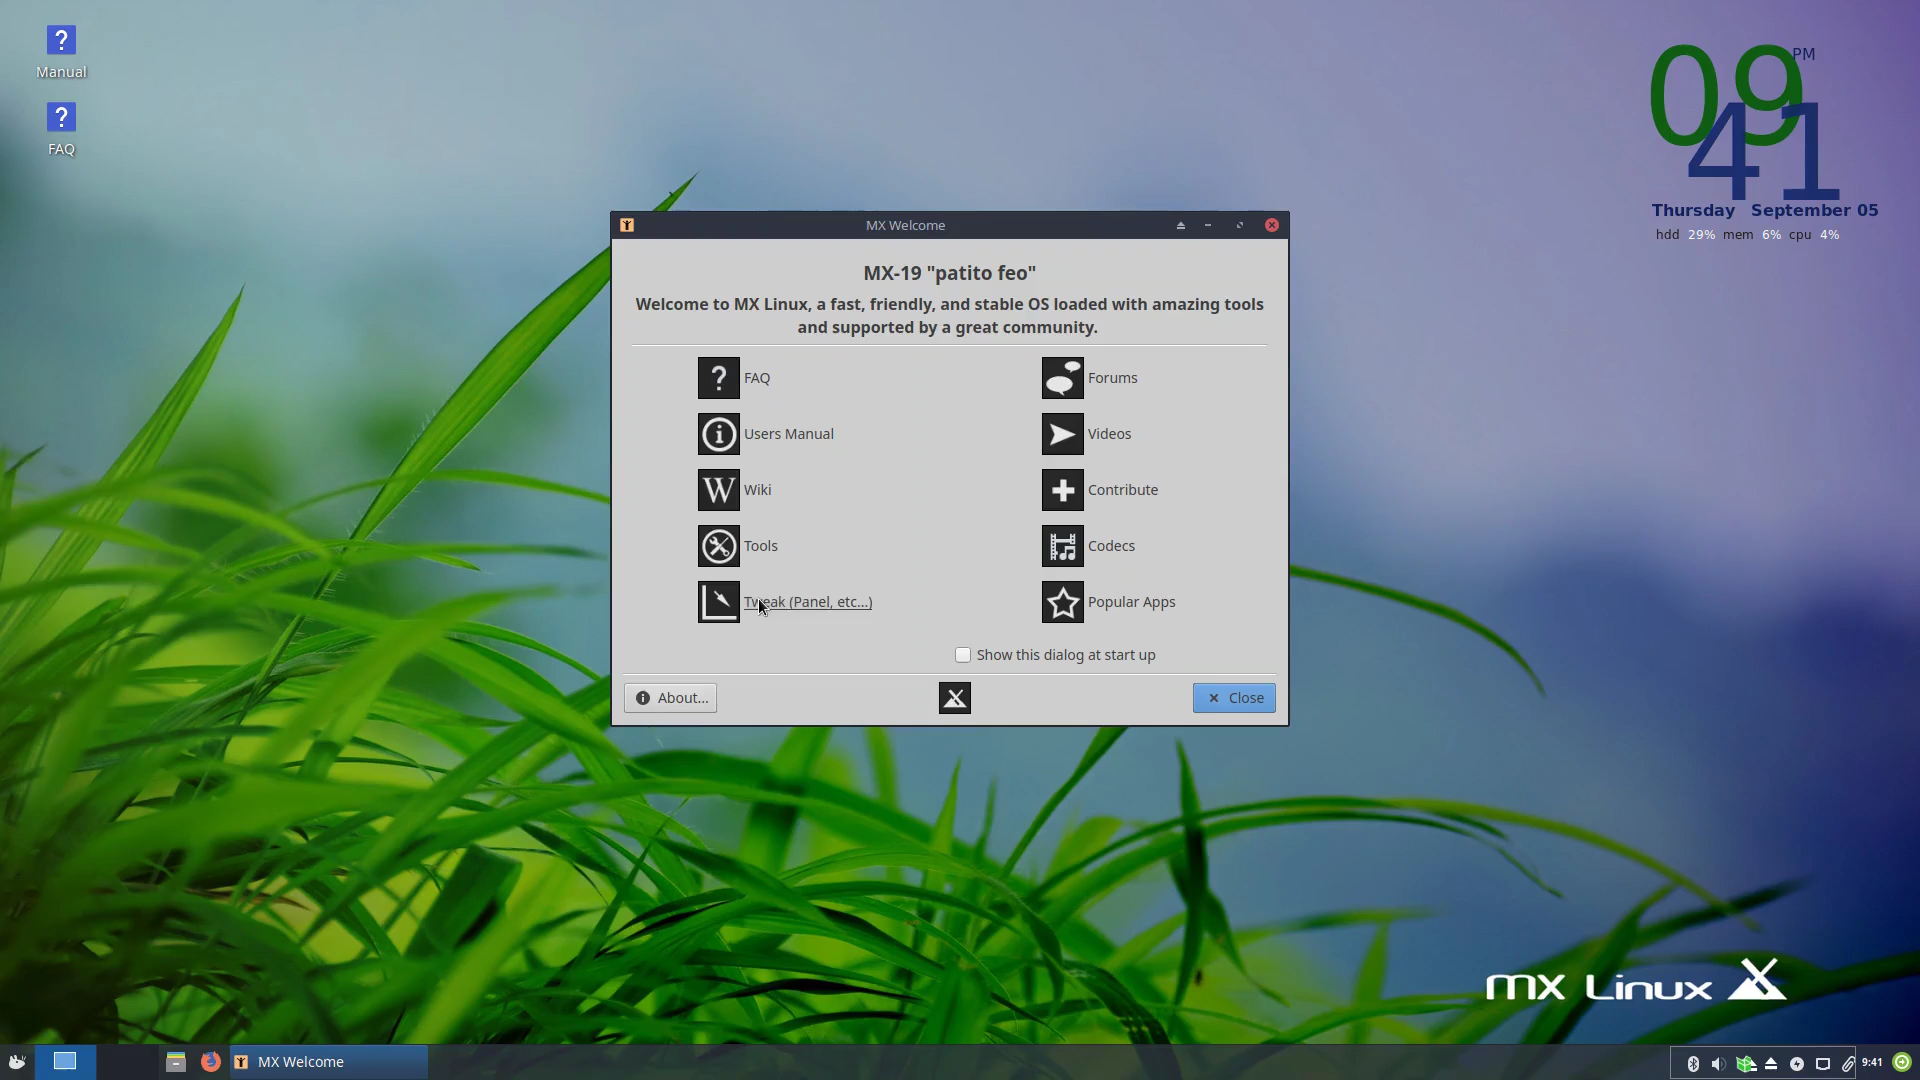 Manual
FAQ
09 PM
41
Thursday September 05
hdd 29% mem 6% cpu 4%
MX Welcome
MX-19 "patito feo"
Welcome to MX Linux, a fast, friendly, and stable OS loaded with amazing tools
and supported by a great community.
? FAQ
Forums
Users Manual
Videos
W Wiki
Contribute
Tools
Codecs
Tweak (Panel, etc...)
Popular Apps
Show this dialog at start up
About...
Close
mx Linux
MX Welcome
9:41